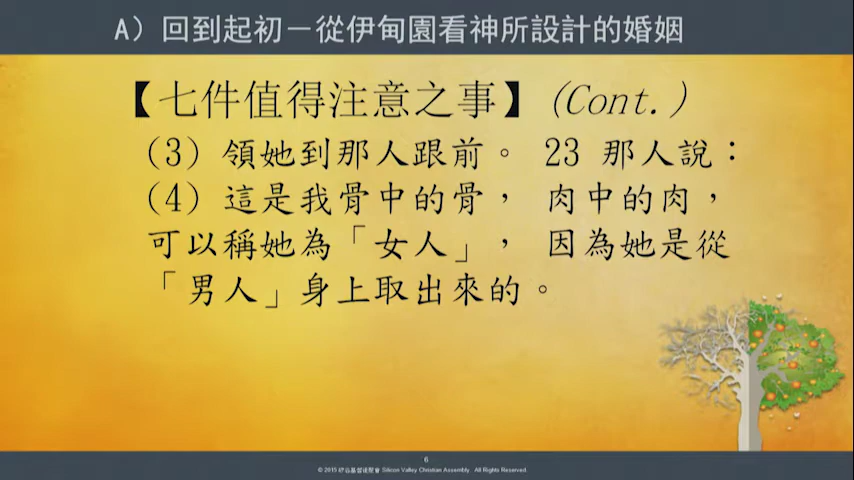 A）回到起初－從伊甸園看神所設計的婚姻
【七件值得注意之事】(Cont.)
(3) 領她到那人跟前。 23 那人說：
(4) 這是我骨中的骨， 肉中的肉，
可以稱她為「女人」， 因為她是從
「男人」身上取出來的。
6
© 2015 矽谷基督徒聚會 Silicon Valley Christian Assembly. All Rights Reserved.